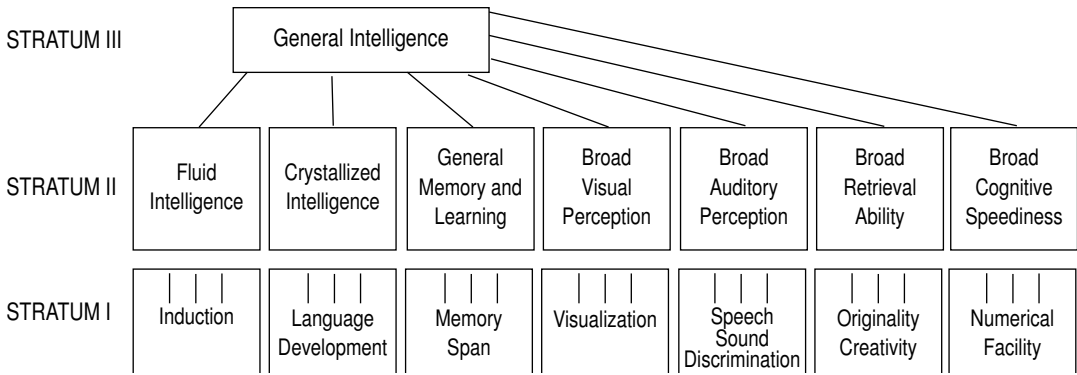 STRATUM III
General Intelligence
STRATUM II
Fluid
Intelligence
Crystallized
Intelligence
General
Memory and
Learning
Broad
Visual
Perception
Broad
Auditory
Perception
Broad
Retrieval
Ability
Broad
Cognitive
Speediness
STRATUM I
Induction
Language
Development
Memory
Span
Visualization
Speech
Sound
Discrimination
Originality
Creativity
Numerical
Facility